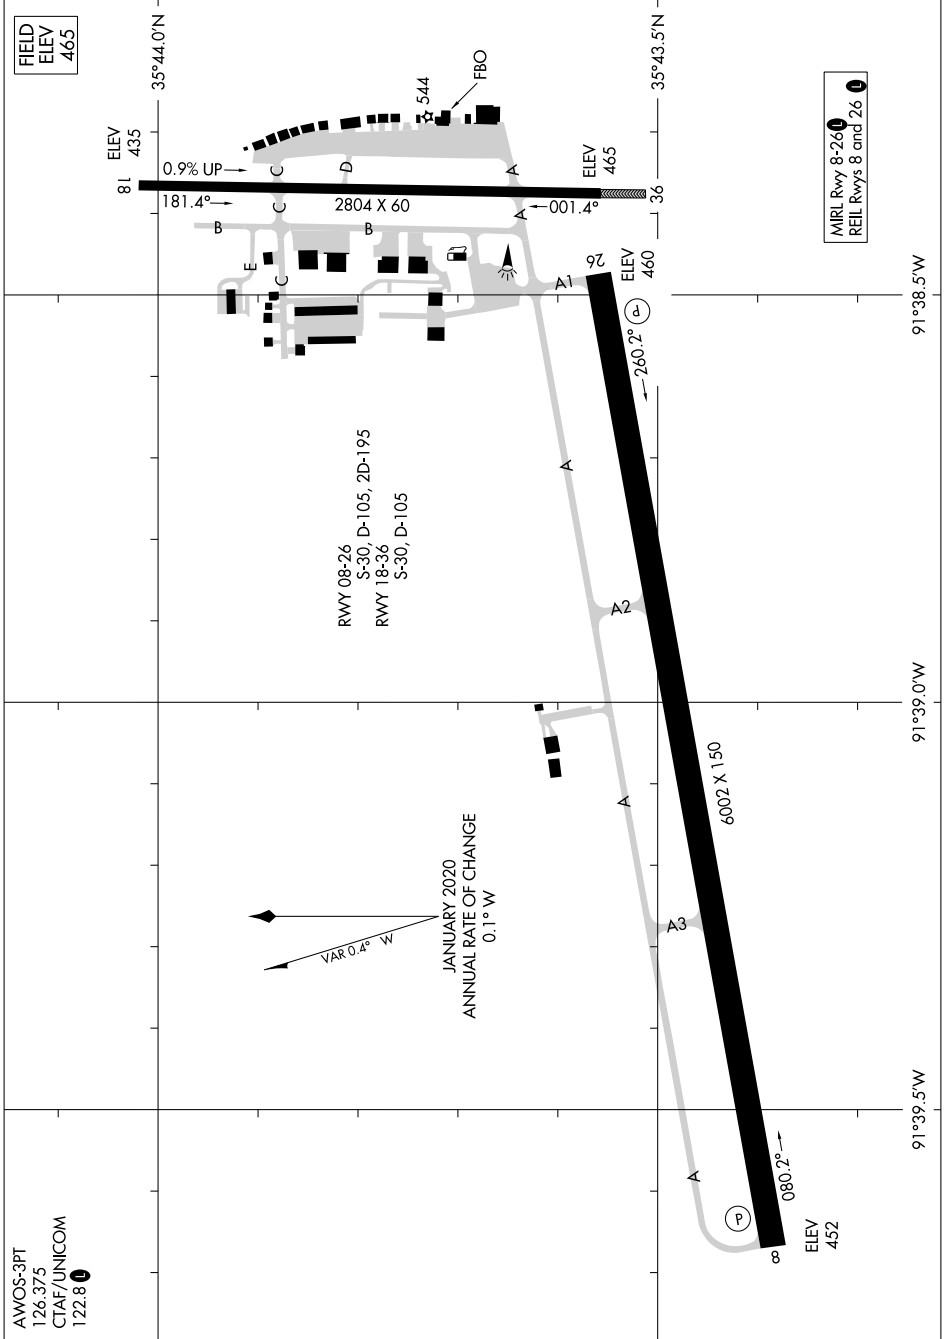 AWOS-3PT
126.375
CTAF/UNICOM
122.8 L
FIELD
ELEV
465
35°44.0'N
35°43.5'N
91°38.5'W
91°39.0'W
91°39.5'W
MIRL Rwy 8-26 L
REIL Rwys 8 and 26 L
ELEV
435
18
0.9% UP
181.4°
2804 X 60
001.4°
ELEV
465
36
544
FBO
C
D
A
C
A
B
B
E
C
A1
26
ELEV
460
P
260.2°
A
RWY 08-26
S-30, D-105, 2D-195
RWY 18-36
S-30, D-105
A2
A
6002 X 150
JANUARY 2020
ANNUAL RATE OF CHANGE
0.1° W
VAR 0.4° W
A3
A
P
080.2°
8
ELEV
452